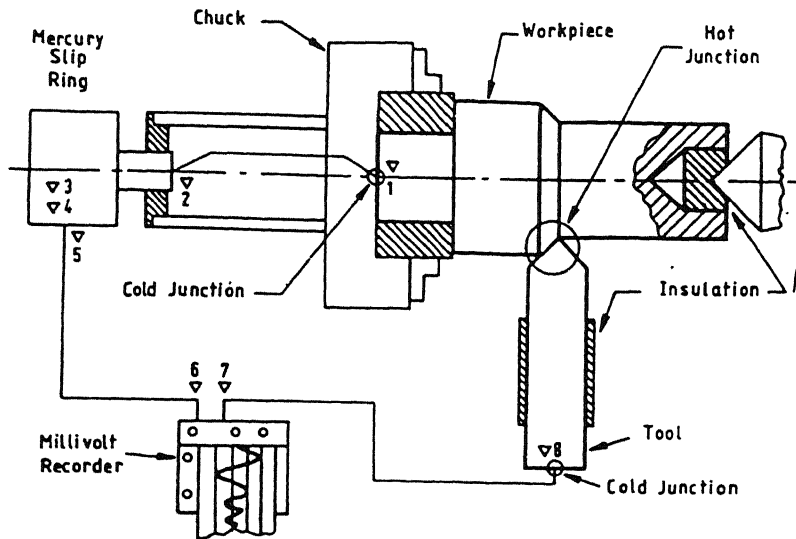 Chuck
Mercury
Slip
Ring
Workpiece
Hot
Junction
1
2
3
4
5
Cold Junction
Insulation
6 7
Millivolt
Recorder
Tool
8
Cold Junction